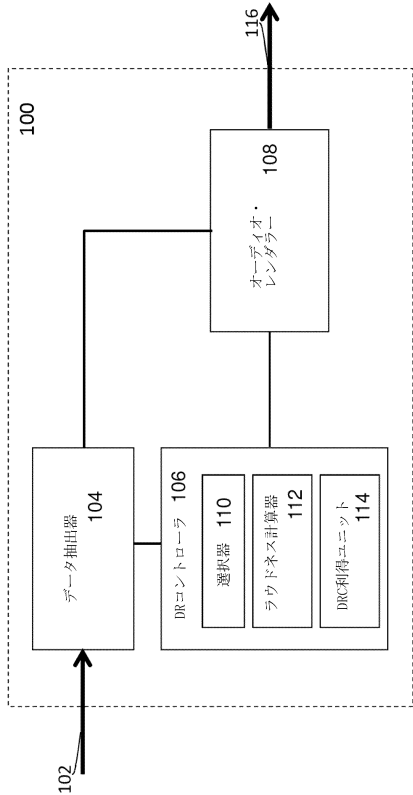 100
102
データ抽出器
104
DRコントローラ 106
選択器
110
ラウドネス計算器
112
DRC利得ユニット
114
オーディオ・
レンダラー
108
116